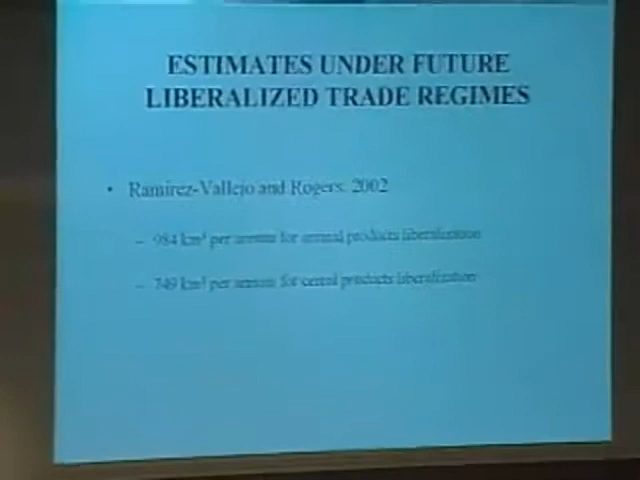 ESTIMATES UNDER FUTURE
LIBERALIZED TRADE REGIMES
• Ramirez-Vallejo and Rogers. 2002
– 984 km³ per annum for animal products liberalization
– 749 km³ per annum for cereal products liberalization